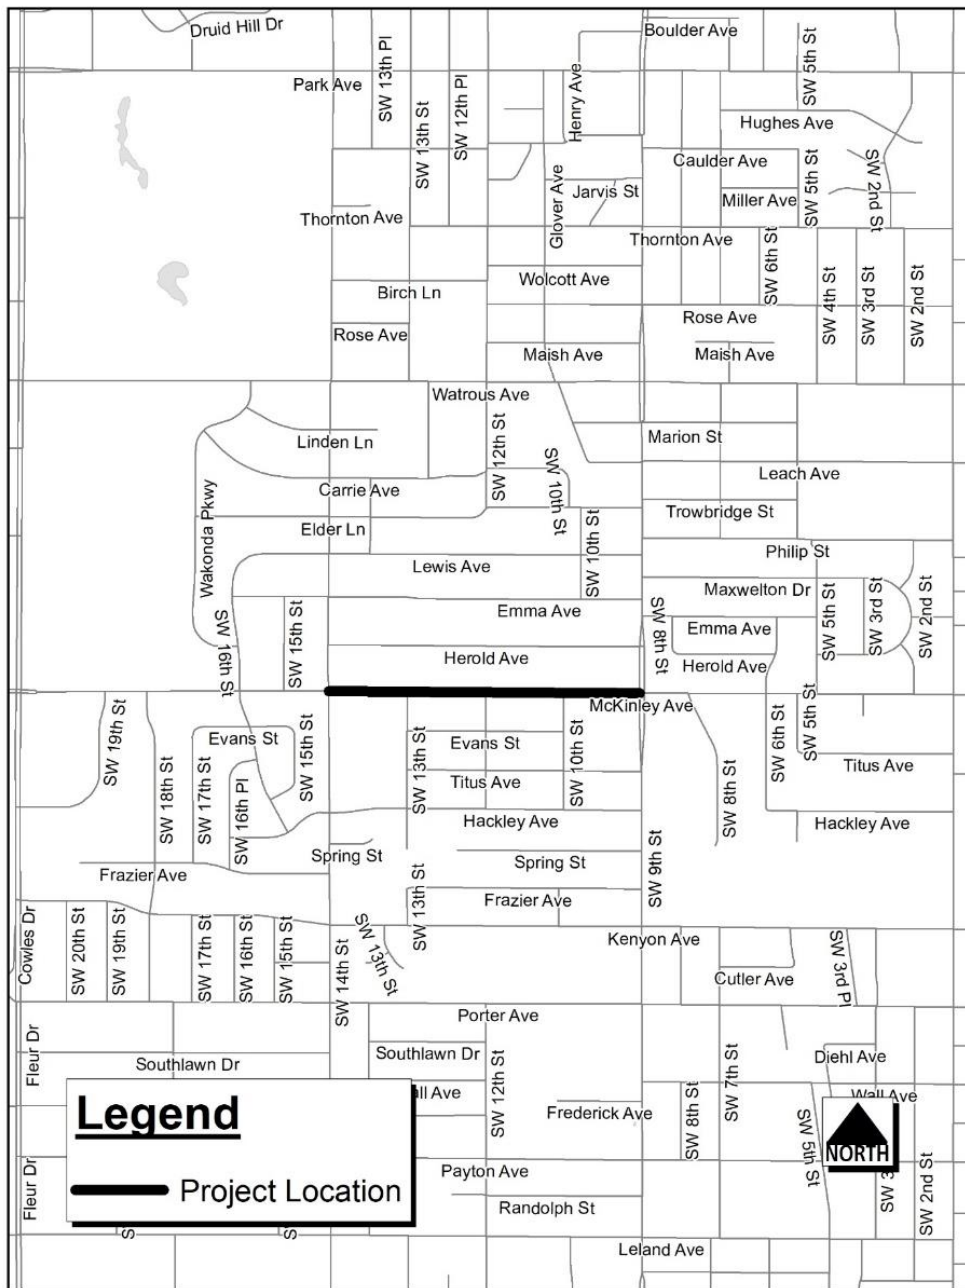 Druid Hill Dr
Boulder Ave
SW 5th St
SW 13th Pl
Park Ave
SW 12th Pl
Henry Ave
SW 13th St
Hughes Ave
Caulder Ave
SW 5th St
SW 2nd St
Jarvis St
Miller Ave
Glover Ave
Thornton Ave
Thornton Ave
SW 6th St
Wolcott Ave
Birch Ln
SW 4th St
SW 3rd St
SW 2nd St
Rose Ave
Rose Ave
Maish Ave
Maish Ave
Watrous Ave
Linden Ln
SW 12th St
Marion St
SW 10th St
Leach Ave
Carrie Ave
Wakonda Pkwy
Trowbridge St
Elder Ln
SW 10th St
Philip St
Lewis Ave
Maxwelton Dr
Emma Ave
SW 5th St
SW 3rd St
SW 2nd St
SW 16th St
SW 15th St
SW 8th St
Emma Ave
Herold Ave
Herold Ave
McKinley Ave
SW 19th St
SW 15th St
SW 6th St
SW 5th St
Evans St
SW 13th St
Evans St
SW 10th St
SW 18th St
SW 17th St
SW 16th Pl
Titus Ave
SW 8th St
Titus Ave
Hackley Ave
Hackley Ave
Spring St
Spring St
SW 9th St
Frazier Ave
SW 13th St
Frazier Ave
Cowles Dr
SW 20th St
SW 19th St
SW 17th St
SW 16th St
SW 15th St
SW 13th St
Kenyon Ave
SW 3rd Pl
SW 14th St
Cutler Ave
Porter Ave
Fleur Dr
Southlawn Dr
Southlawn Dr
SW 12th St
SW 7th St
Diehl Ave
Legend
ll Ave
Frederick Ave
SW 8th St
Wall Ave
SW 5th St
NORTH
Fleur Dr
Project Location
Payton Ave
SW 3
SW 2nd St
Randolph St
S
S
Leland Ave